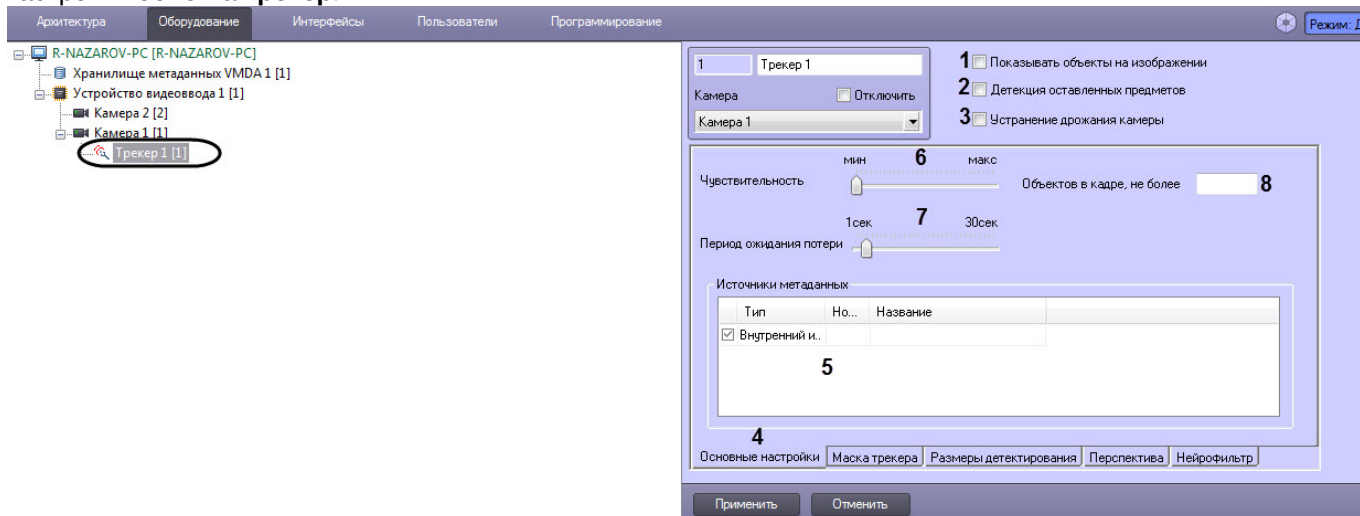 Архитектура Оборудование Интерфейсы Пользователи Программирование Режим: Д
R-NAZAROV-PC [R-NAZAROV-PC]
Хранилище метаданных VMDA 1 [1]
Устройство видеоввода 1 [1]
Камера 2 [2]
Камера 1 [1]
Трекер 1 [1]
1 Трекер 1
Камера Отключить
Камера 1
1 Показывать объекты на изображении
2 Детекция оставленных предметов
3 Устранение дрожания камеры
мин 6 макс
Чувствительность Объектов в кадре, не более 8
1сек 7 30сек
Период ожидания потери
Источники метаданных
Тип Но... Название
Внутренний и..
5
4
Основные настройки Маска трекера Размеры детектирования Перспектива Нейрофильтр
Применить Отменить